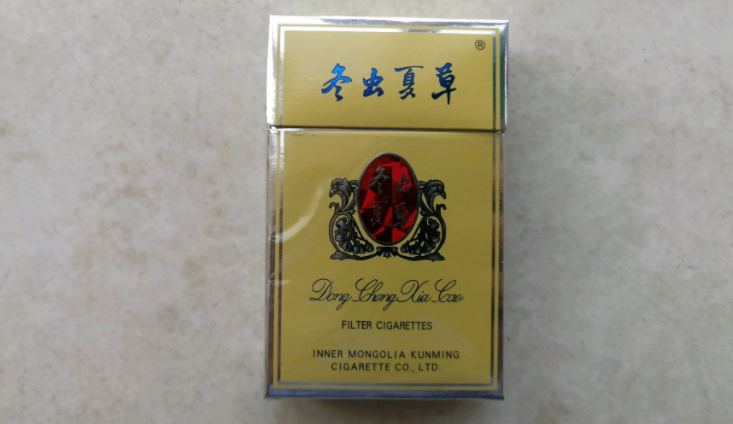 ®
冬虫夏草
冬虫
夏草
Dong Chong Xia Cao
FILTER CIGARETTES
INNER MONGOLIA KUNMING
CIGARETTE CO., LTD